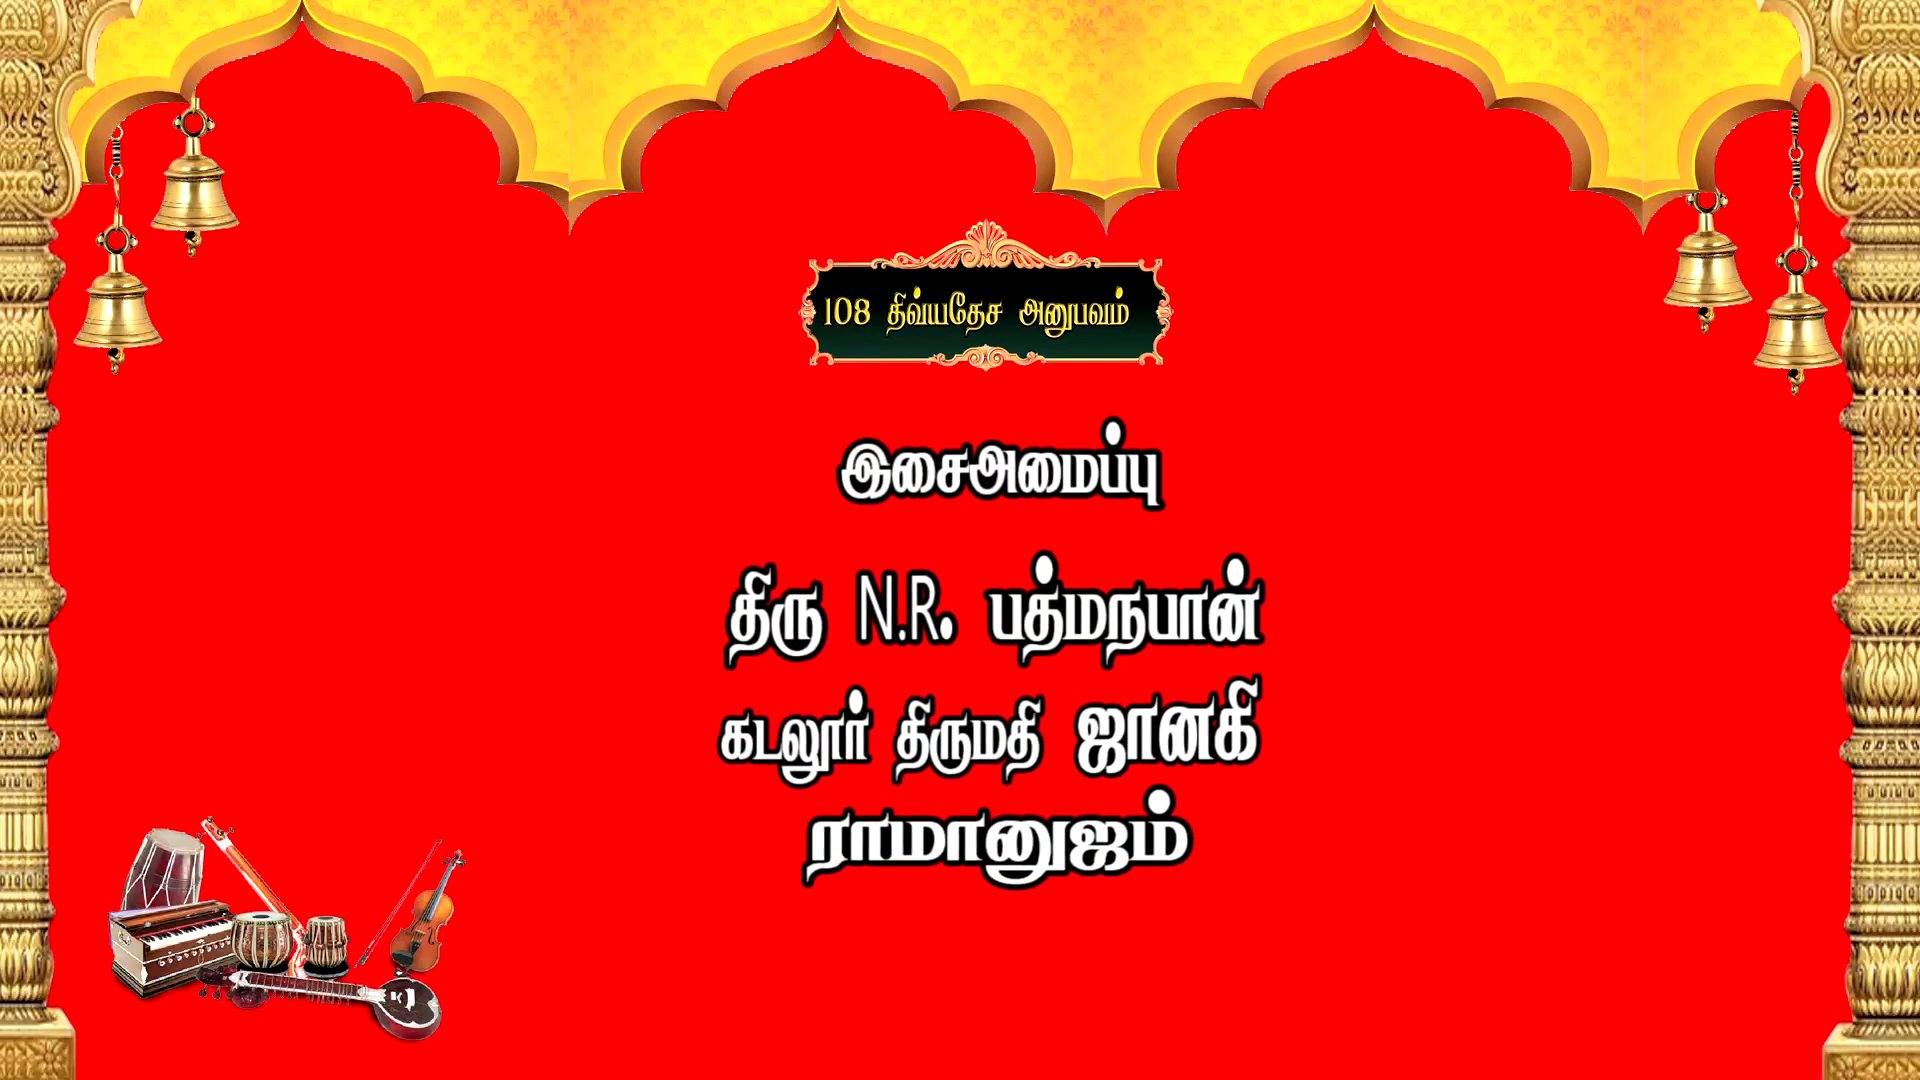 108 திவ்யதேச அனுபவம்
இசைஅமைப்பு
திரு N.R. பத்மநபான்
கடலூர் திருமதி ஜானகி
ராமானுஜம்